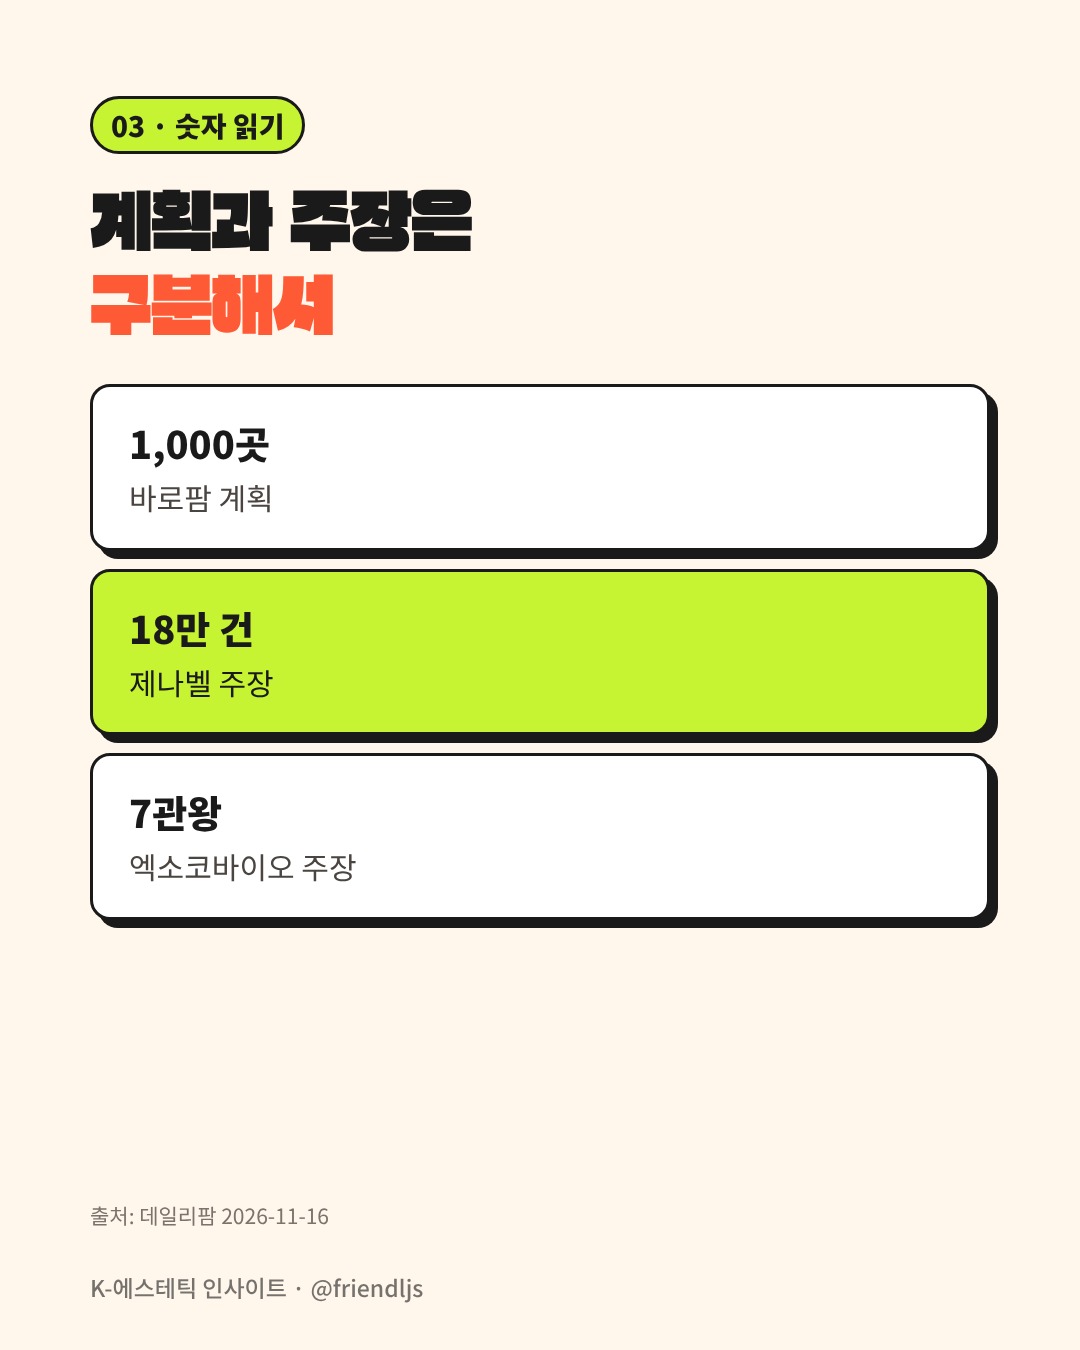 03 · 숫자 읽기
계획과 주장은
구분해서
1,000곳
바로팜 계획
18만 건
제나벨 주장
7관왕
엑소코바이오 주장
출처: 데일리팜 2026-11-16
K-에스테틱 인사이트 · @friendljs